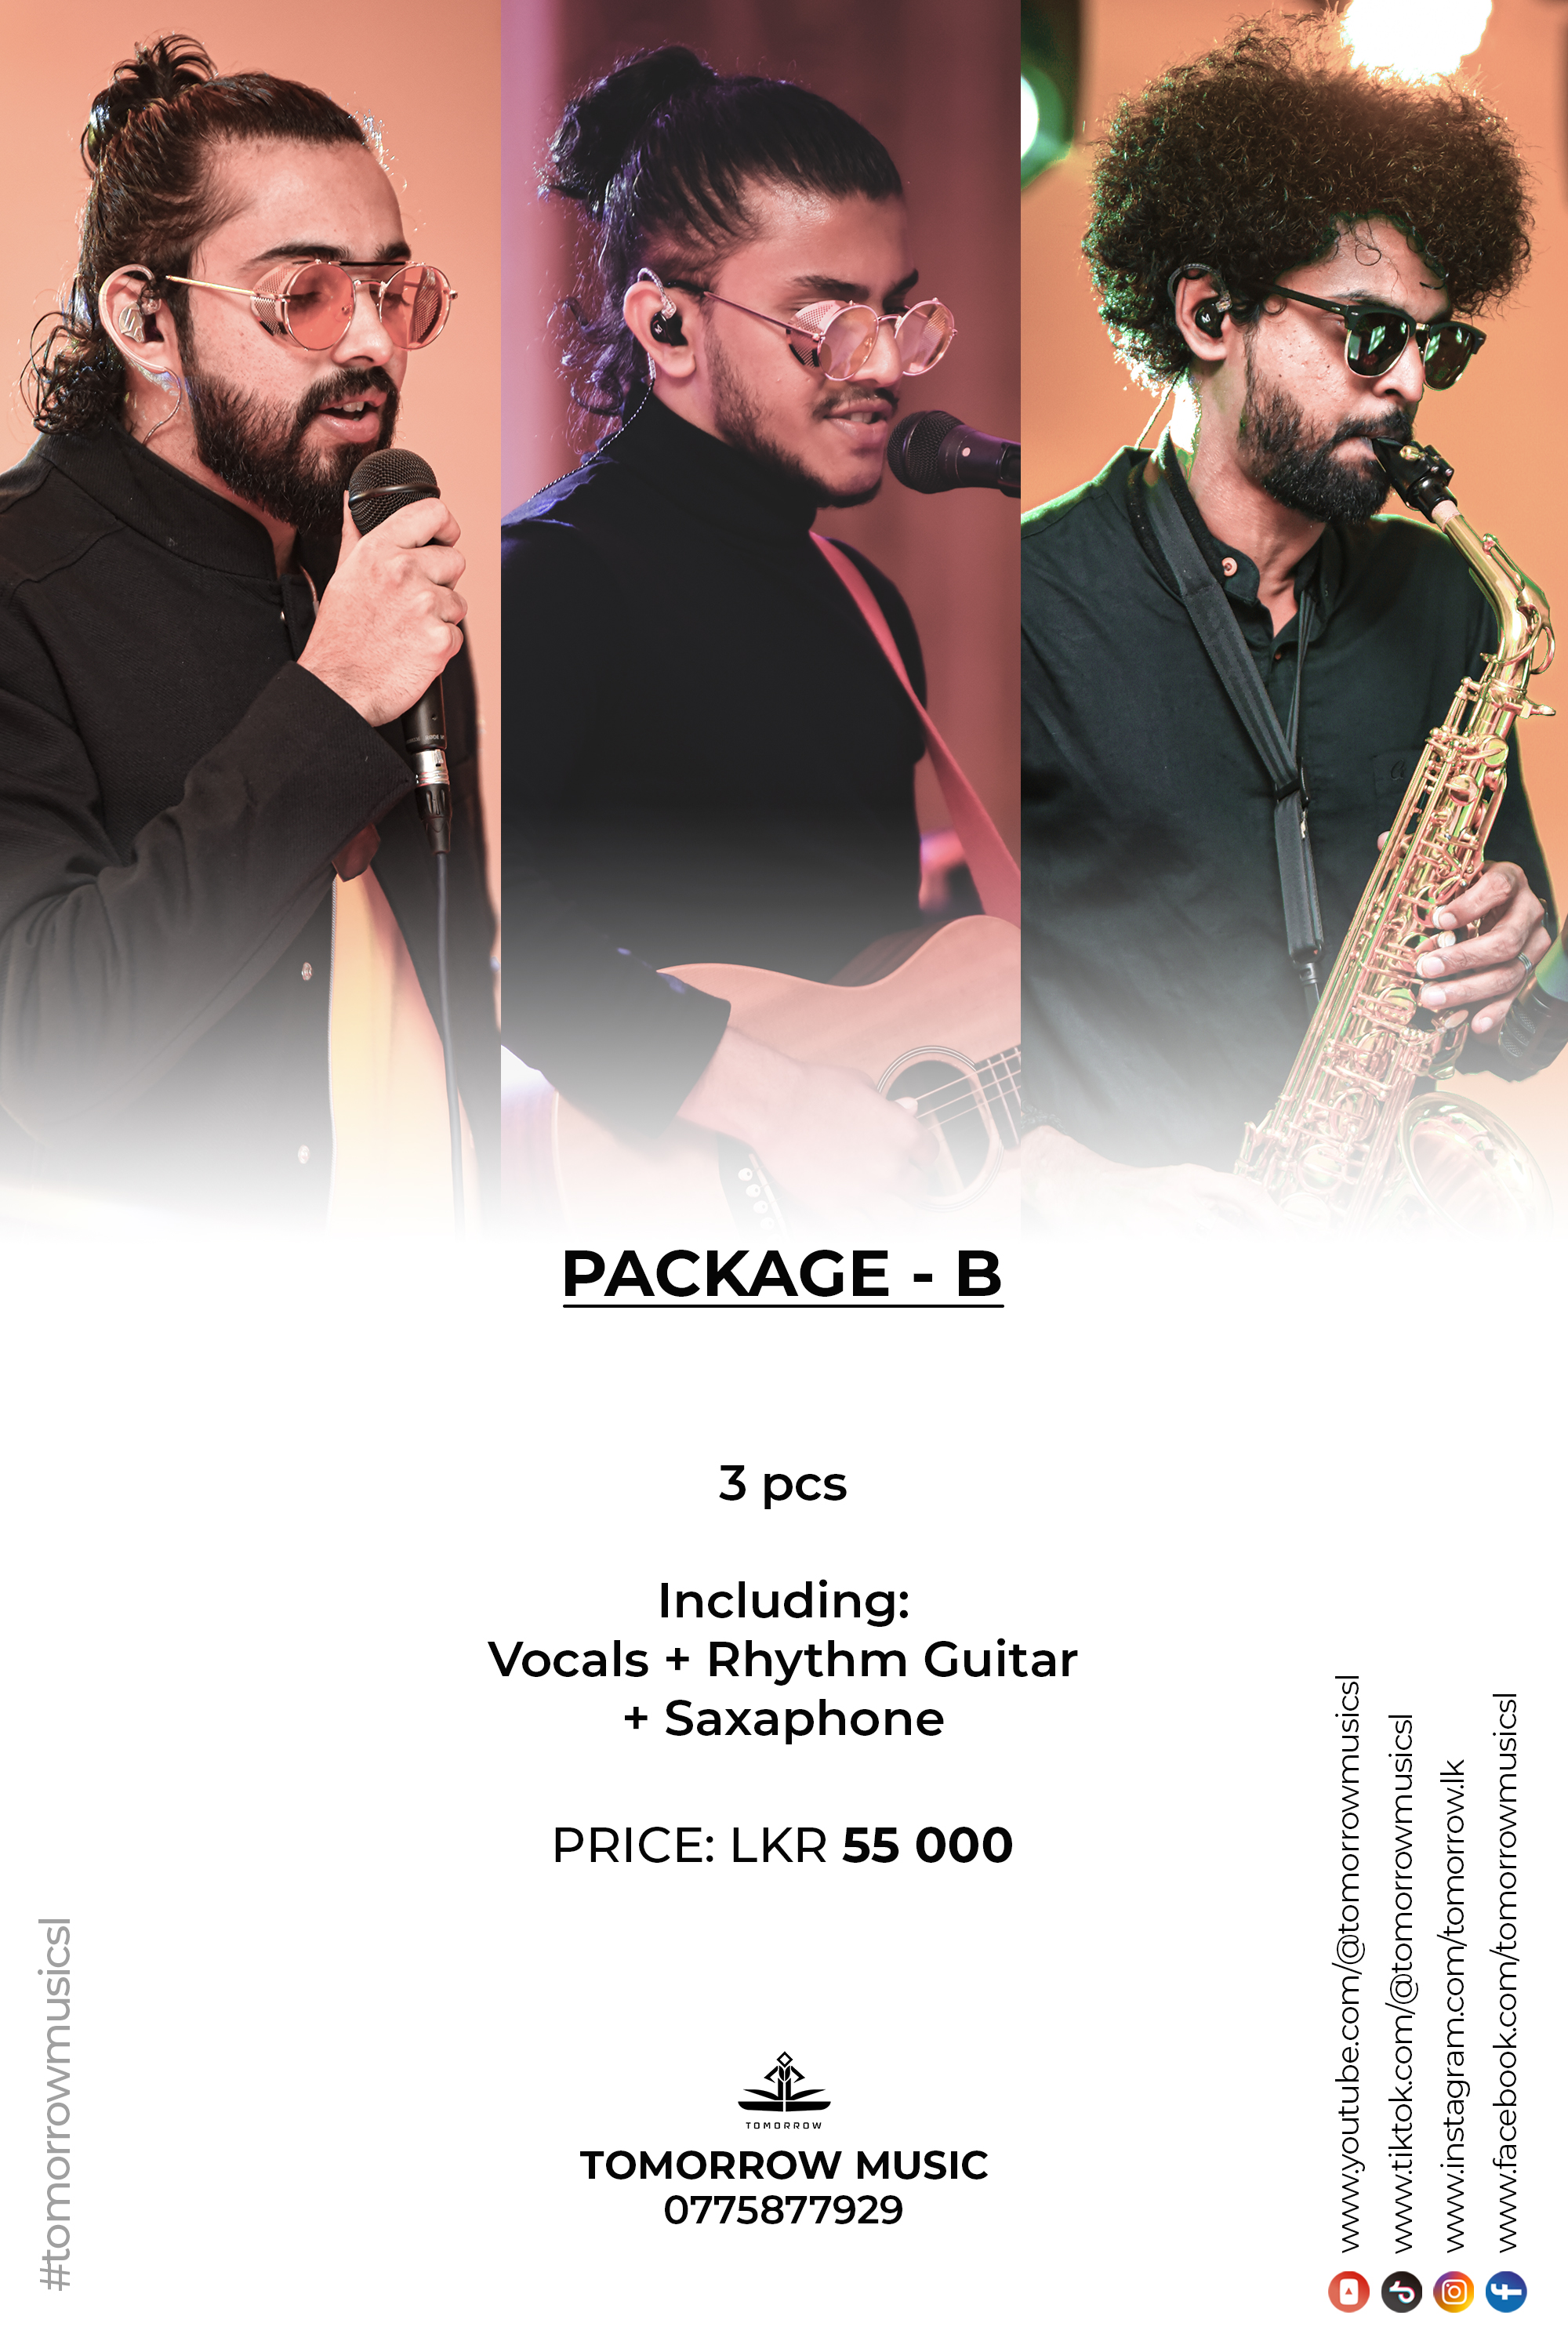 PACKAGE - B
3 pcs
Including:
Vocals + Rhythm Guitar
+ Saxaphone
PRICE: LKR 55 000
TOMORROW
TOMORROW MUSIC
0775877929
#tomorrowmusicsl
www.youtube.com/@tomorrowmusicsl
www.tiktok.com/@tomorrowmusicsl
www.instagram.com/tomorrow.lk
www.facebook.com/tomorrowmusicsl